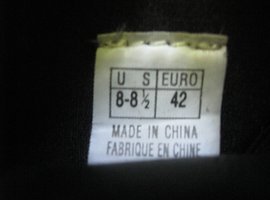 U S EURO
8-8½ 42
MADE IN CHINA
FABRIQUE EN CHINE